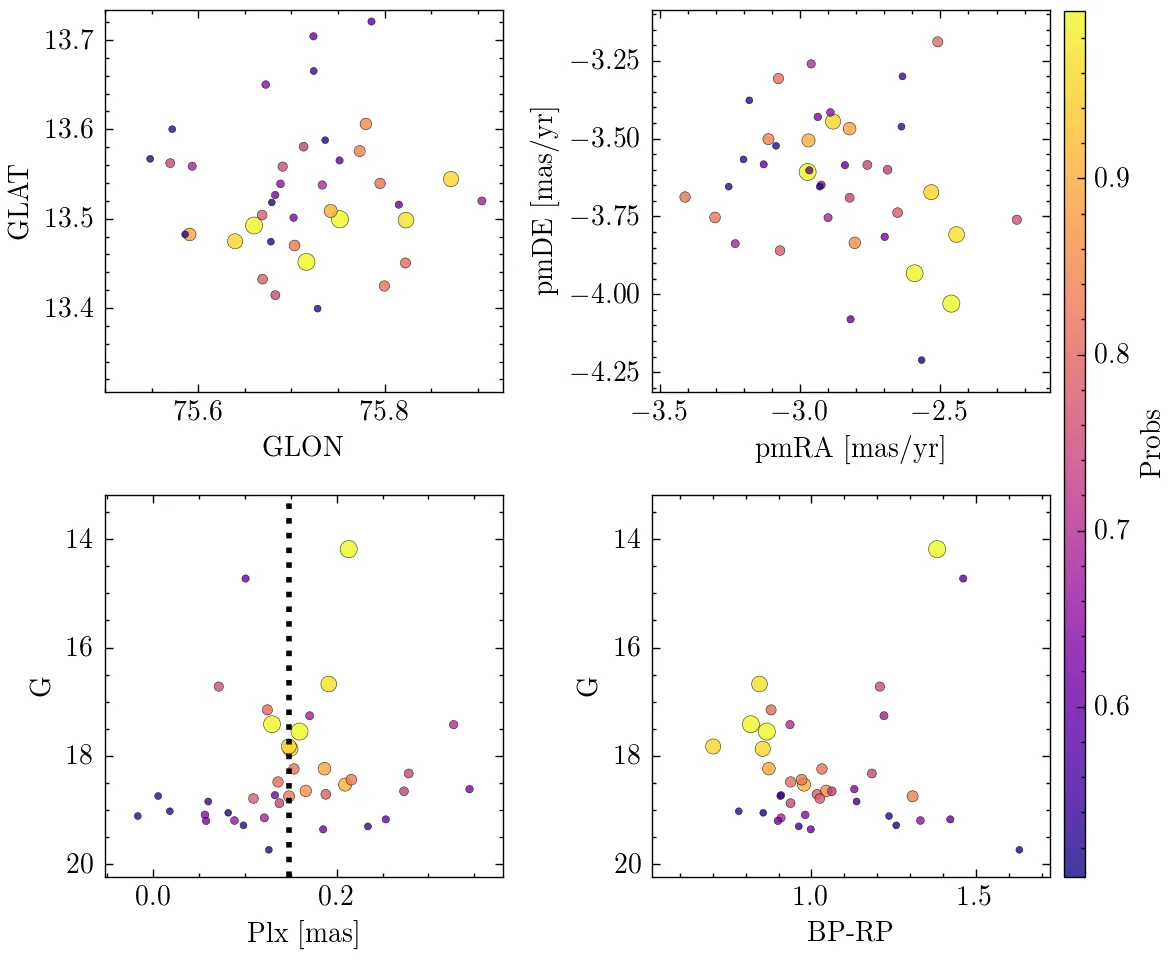 13.7
13.6
13.5
13.4
GLAT
75.6 75.8
GLON
−3.25
−3.50
−3.75
−4.00
−4.25
pmDE [mas/yr]
−3.5 −3.0 −2.5
pmRA [mas/yr]
14
16
18
20
G
0.0 0.2
Plx [mas]
14
16
18
20
G
1.0 1.5
BP-RP
0.9
0.8
0.7
0.6
Probs